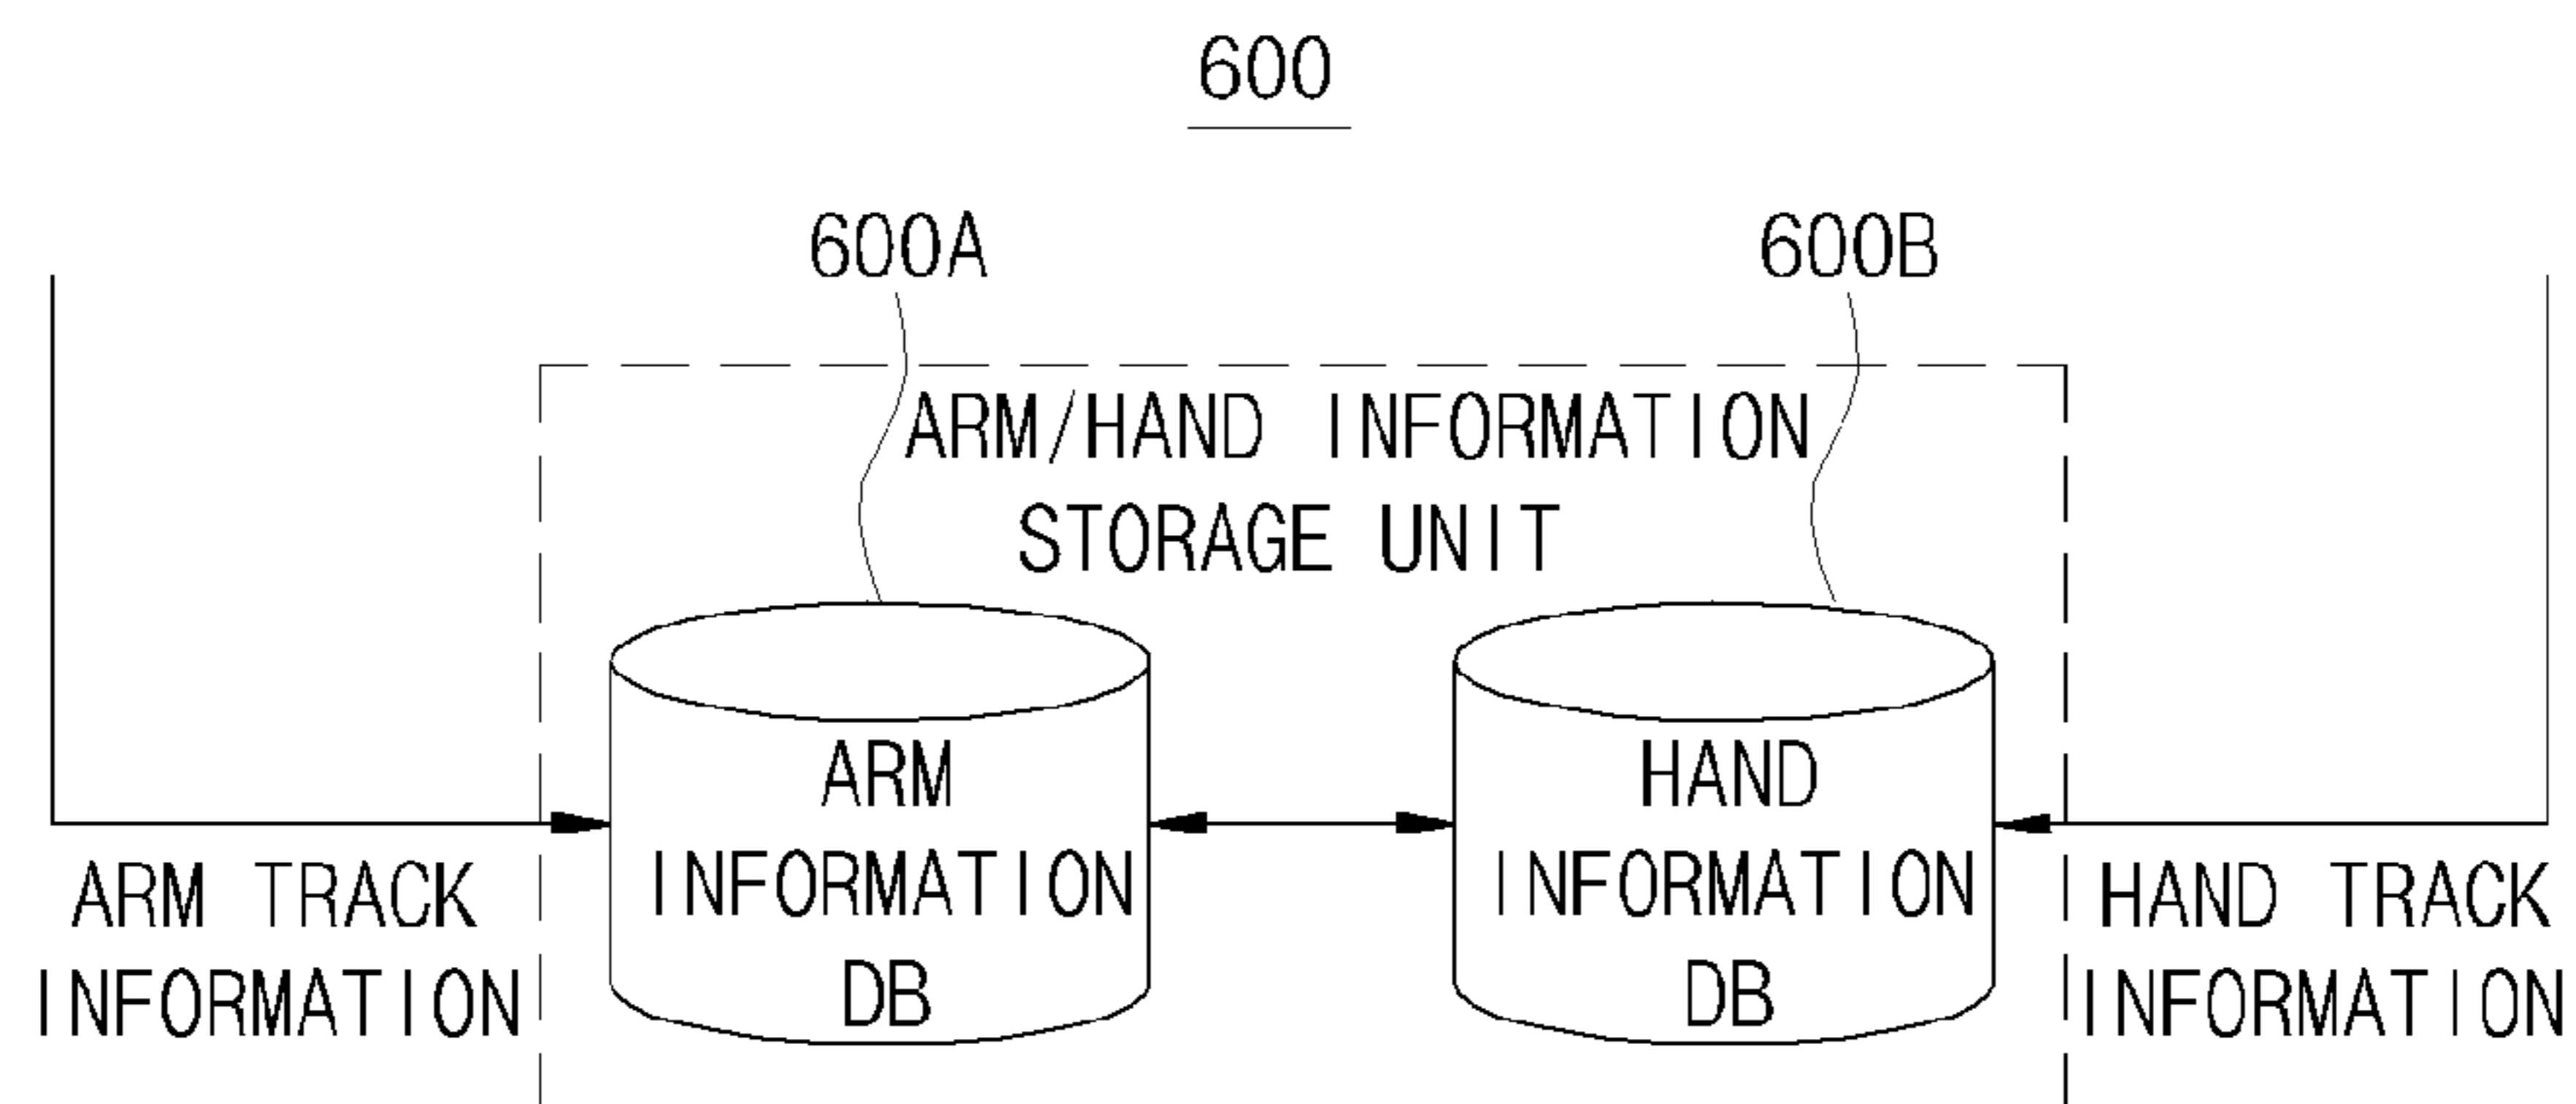 600
600A
600B
ARM/HAND INFORMATION
STORAGE UNIT
ARM
INFORMATION
DB
HAND
INFORMATION
DB
ARM TRACK
INFORMATION
HAND TRACK
INFORMATION